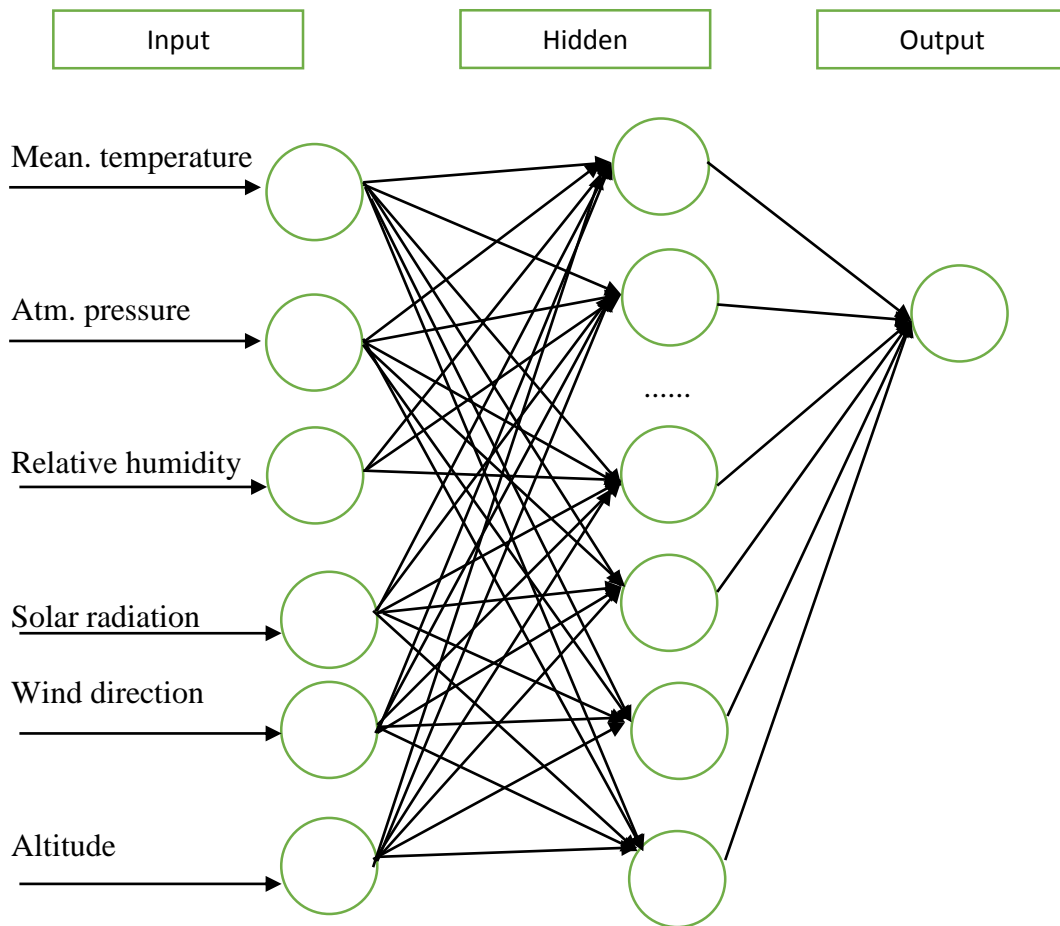 Input
Hidden
Output
Mean. temperature
Atm. pressure
......
Relative humidity
Solar radiation
Wind direction
Altitude